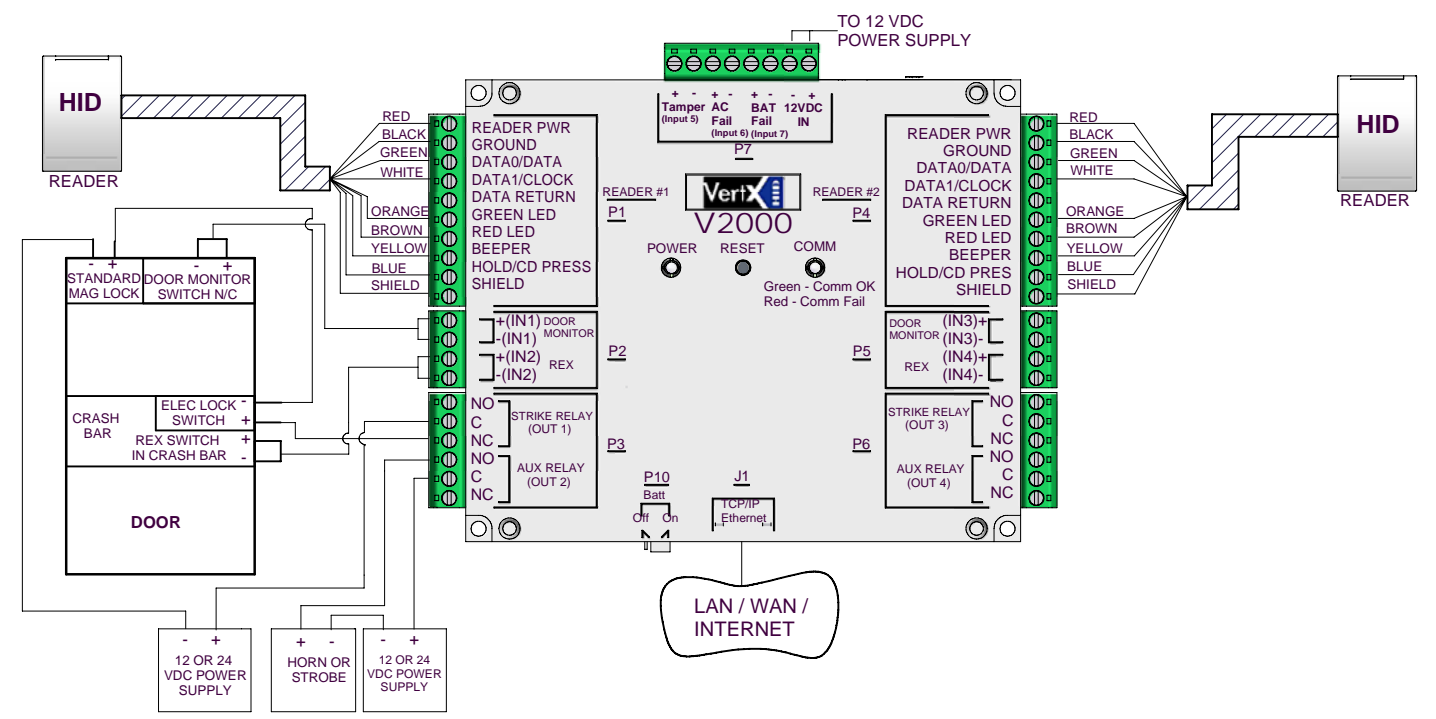 TO 12 VDC
POWER SUPPLY
HID
READER
RED
BLACK
GREEN
WHITE
ORANGE
BROWN
YELLOW
BLUE
SHIELD
READER PWR
GROUND
DATA0/DATA
DATA1/CLOCK
DATA RETURN
GREEN LED
RED LED
BEEPER
HOLD/CD PRESS
SHIELD
+ - + - + - - +
Tamper AC BAT 12VDC
(Input 5) Fail Fail IN
(Input 6) (Input 7)
P7
READER #1
P1
VertX
V2000
READER #2
P4
POWER
RESET
COMM
Green - Comm OK
Red - Comm Fail
READER PWR
GROUND
DATA0/DATA
DATA1/CLOCK
DATA RETURN
GREEN LED
RED LED
BEEPER
HOLD/CD PRES
SHIELD
RED
BLACK
GREEN
WHITE
ORANGE
BROWN
YELLOW
BLUE
SHIELD
HID
READER
- +
STANDARD
MAG LOCK
- +
DOOR MONITOR
SWITCH N/C
+(IN1) DOOR
-(IN1) MONITOR
+(IN2) REX
-(IN2)
P2
P5
DOOR (IN3)+
MONITOR (IN3)-
REX (IN4)+
(IN4)-
CRASH
BAR
ELEC LOCK -
SWITCH +
REX SWITCH +
IN CRASH BAR -
DOOR
NO
C
NC
STRIKE RELAY
(OUT 1)
NO
C
NC
AUX RELAY
(OUT 2)
P3
P6
STRIKE RELAY
(OUT 3)
NO
C
NC
AUX RELAY
(OUT 4)
NO
C
NC
P10
Batt
Off On
J1
TCP/IP
Ethernet
LAN / WAN /
INTERNET
- +
12 OR 24
VDC POWER
SUPPLY
+ -
HORN OR
STROBE
- +
12 OR 24
VDC POWER
SUPPLY